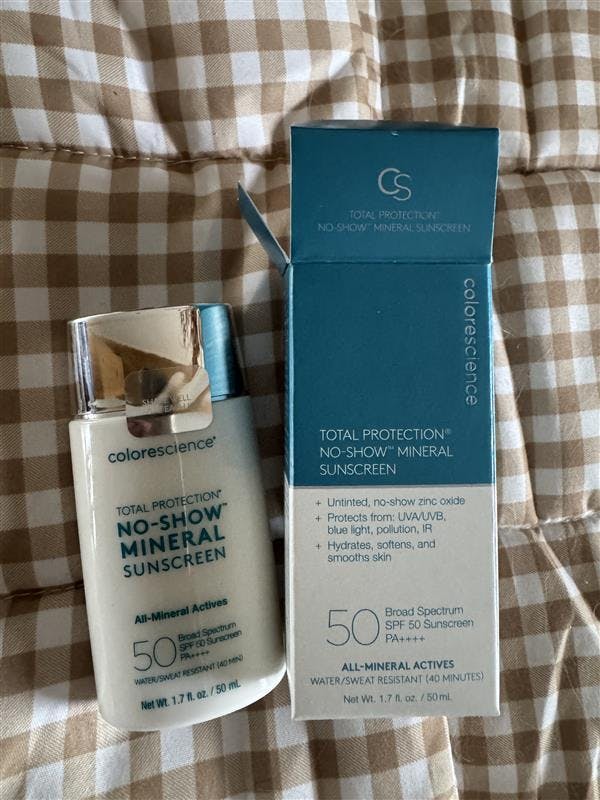 CS
TOTAL PROTECTION™
NO-SHOW™ MINERAL SUNSCREEN
colorescience
TOTAL PROTECTION®
NO-SHOW™ MINERAL
SUNSCREEN
+ Untinted, no-show zinc oxide
+ Protects from: UVA/UVB,
blue light, pollution, IR
+ Hydrates, softens, and
smooths skin
50
Broad Spectrum
SPF 50 Sunscreen
PA++++
ALL-MINERAL ACTIVES
WATER/SWEAT RESISTANT (40 MINUTES)
Net Wt. 1.7 fl. oz. / 50 mL
colorescience®
TOTAL PROTECTION®
NO-SHOW™
MINERAL
SUNSCREEN
All-Mineral Actives
50
Broad Spectrum
SPF 50 Sunscreen
PA++++
WATER/SWEAT RESISTANT (40 MIN)
Net Wt. 1.7 fl. oz. / 50 mL